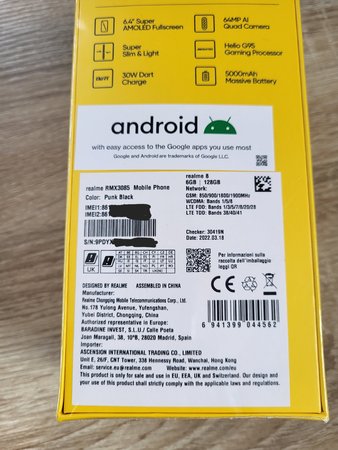 6.4" Super
AMOLED Fullscreen
64MP AI
Quad Camera
Super
Slim & Light
Helio G95
Gaming Processor
30W Dart
Charge
5000mAh
Massive Battery
android
with easy access to the Google apps you use most
Google and Android are trademarks of Google LLC.
realme RMX3085 Mobile Phone
Color: Punk Black
IMEI1:86
IMEI2:86
S/N:9PDYX
realme 8
6GB | 128GB
Network:
GSM: 850/900/1800/1900MHz
WCDMA: Bands 1/5/8
LTE FDD: Bands 1/3/5/7/8/20/28
LTE TDD: Bands 38/40/41
Checker: 30419N
Date: 2022.03.18
UK
Per informazioni
sulla raccolta
dell'imballaggio
leggi QR
CE
DESIGNED BY REALME ASSEMBLED IN CHINA
Manufacturer:
Realme Chongqing Mobile Telecommunications Corp., Ltd.
No.178 Yulong Avenue, Yufengshan,
Yubei District, Chongqing, China
Authorized representative in Europe:
BARADINE INVEST, S.L.U./ Calle Poeta
Joan Maragall, 38, 10ºB, 28020 Madrid, Spain
Importer:
ASCENSION INTERNATIONAL TRADING CO., LIMITED
Unit E, 26/F, CNT Tower, 338 Hennessy Road, Wanchai, Hong Kong
Email: service.eu@realme.com Website: www.realme.com/eu
This product is only for sale and use in EU, EEA, UK and Switzerland. Our design and
your use of this product shall strictly comply with the applicable laws and regulations.
6 941399 044562